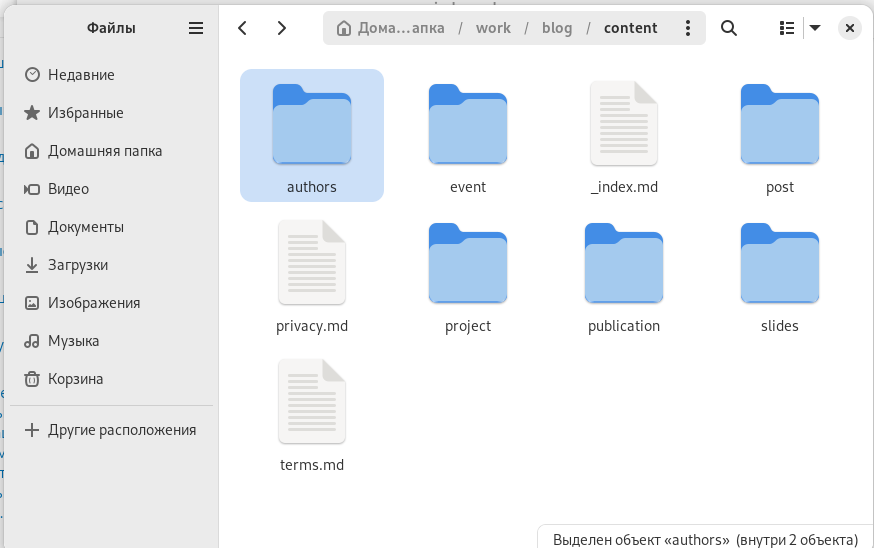 Файлы
Дома…апка / work / blog / content
Недавние
Избранные
Домашняя папка
Видео
Документы
Загрузки
Изображения
Музыка
Корзина
Другие расположения
authors
event
_index.md
post
privacy.md
project
publication
slides
terms.md
Выделен объект «authors» (внутри 2 объекта)